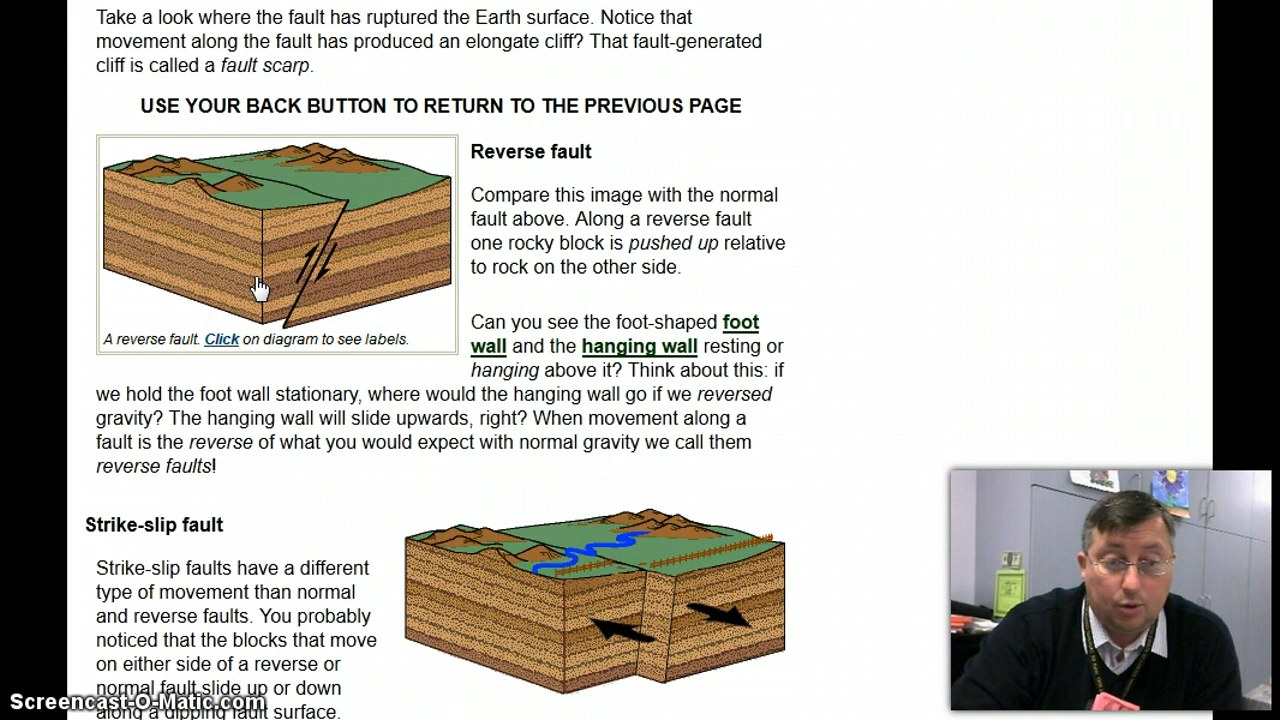 Take a look where the fault has ruptured the Earth surface. Notice that
movement along the fault has produced an elongate cliff? That fault-generated
cliff is called a fault scarp.
USE YOUR BACK BUTTON TO RETURN TO THE PREVIOUS PAGE
A reverse fault. Click on diagram to see labels.
Reverse fault
Compare this image with the normal
fault above. Along a reverse fault
one rocky block is pushed up relative
to rock on the other side.
Can you see the foot-shaped foot
wall and the hanging wall resting or
hanging above it? Think about this: if
we hold the foot wall stationary, where would the hanging wall go if we reversed
gravity? The hanging wall will slide upwards, right? When movement along a
fault is the reverse of what you would expect with normal gravity we call them
reverse faults!
Strike-slip fault
Strike-slip faults have a different
type of movement than normal
and reverse faults. You probably
noticed that the blocks that move
on either side of a reverse or
normal fault slide up or down
along a dipping fault surface.
Screencast-O-Matic.com